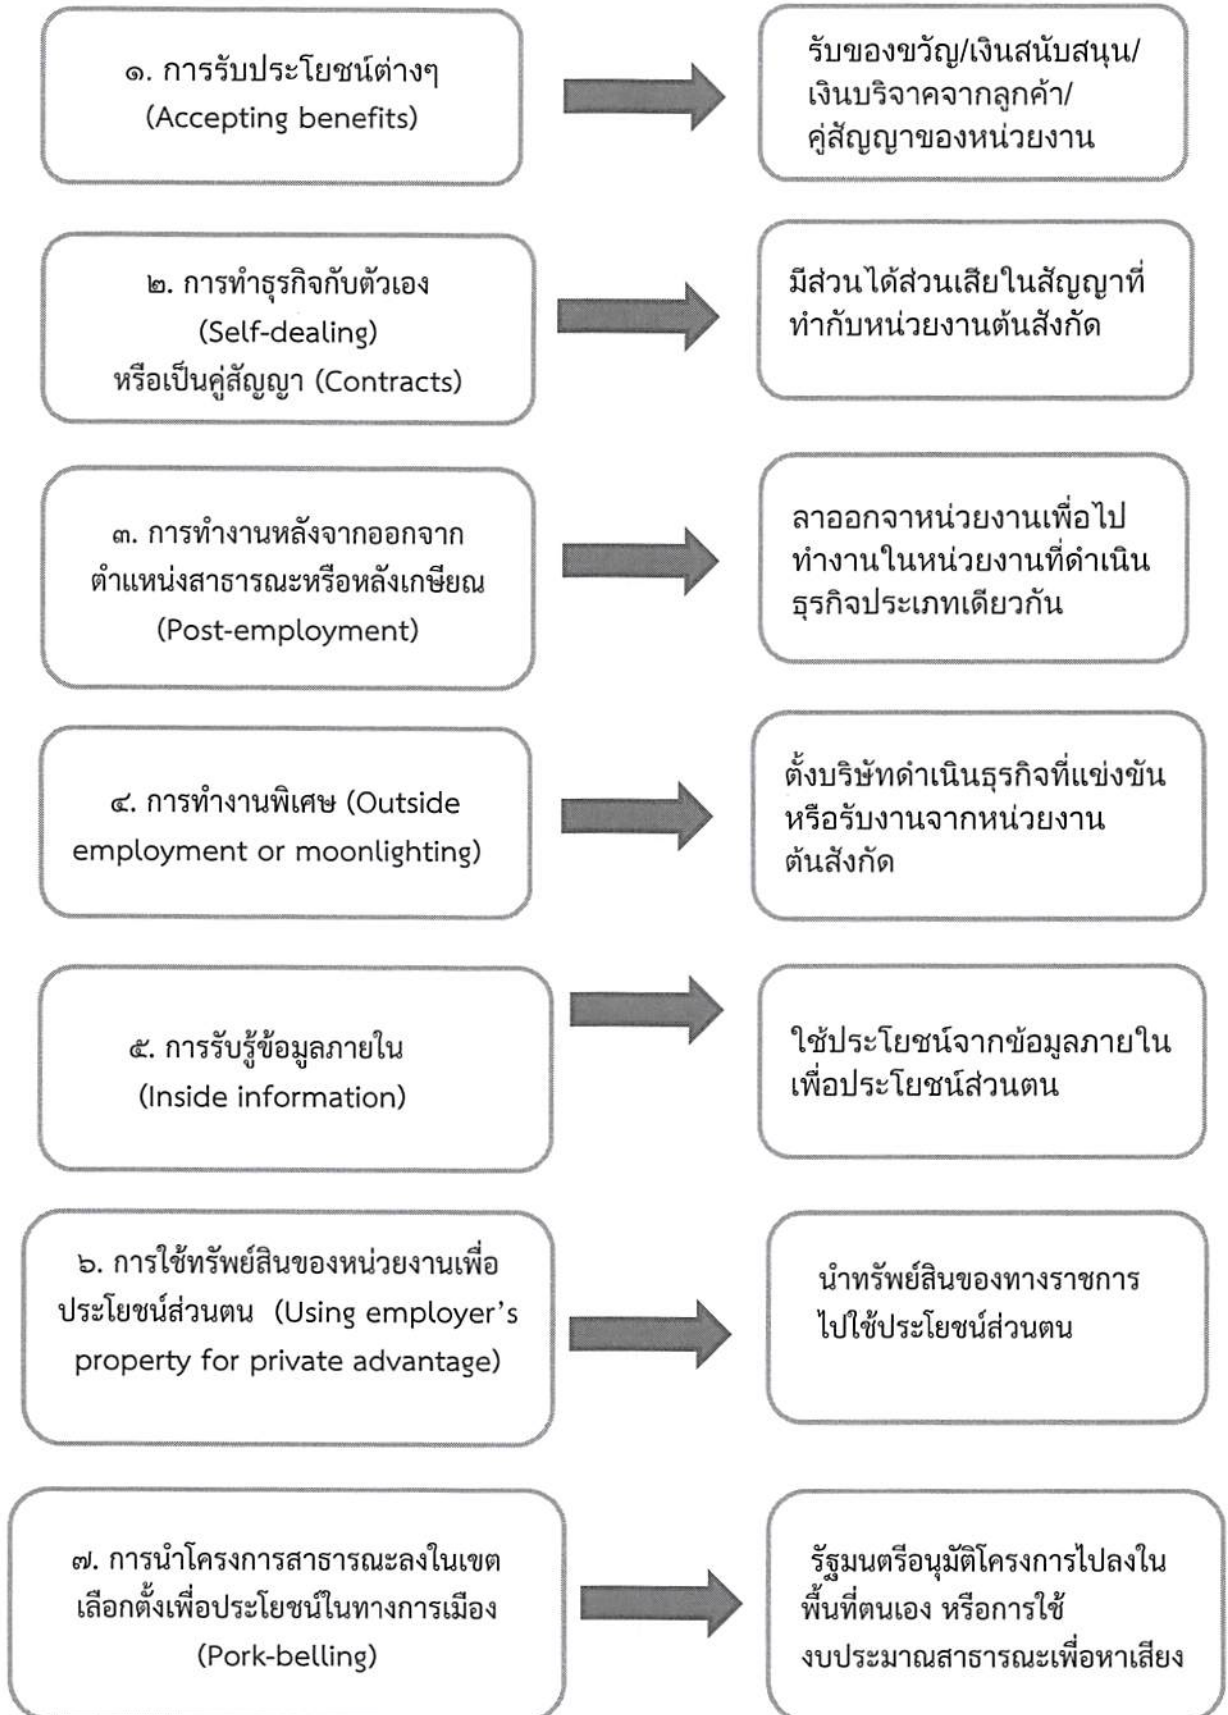 ๑. การรับประโยชน์ต่างๆ
(Accepting benefits)
รับของขวัญ/เงินสนับสนุน/
เงินบริจาคจากลูกค้า/
คู่สัญญาของหน่วยงาน
๒. การทำธุรกิจกับตัวเอง
(Self-dealing)
หรือเป็นคู่สัญญา (Contracts)
มีส่วนได้ส่วนเสียในสัญญาที่
ทำกับหน่วยงานต้นสังกัด
๓. การทำงานหลังจากออกจาก
ตำแหน่งสาธารณะหรือหลังเกษียณ
(Post-employment)
ลาออกจาหน่วยงานเพื่อไป
ทำงานในหน่วยงานที่ดำเนิน
ธุรกิจประเภทเดียวกัน
๔. การทำงานพิเศษ (Outside
employment or moonlighting)
ตั้งบริษัทดำเนินธุรกิจที่แข่งขัน
หรือรับงานจากหน่วยงาน
ต้นสังกัด
๕. การรับรู้ข้อมูลภายใน
(Inside information)
ใช้ประโยชน์จากข้อมูลภายใน
เพื่อประโยชน์ส่วนตน
๖. การใช้ทรัพย์สินของหน่วยงานเพื่อ
ประโยชน์ส่วนตน (Using employer’s
property for private advantage)
นำทรัพย์สินของทางราชการ
ไปใช้ประโยชน์ส่วนตน
๗. การนำโครงการสาธารณะลงในเขต
เลือกตั้งเพื่อประโยชน์ในทางการเมือง
(Pork-belling)
รัฐมนตรีอนุมัติโครงการไปลงใน
พื้นที่ตนเอง หรือการใช้
งบประมาณสาธารณะเพื่อหาเสียง